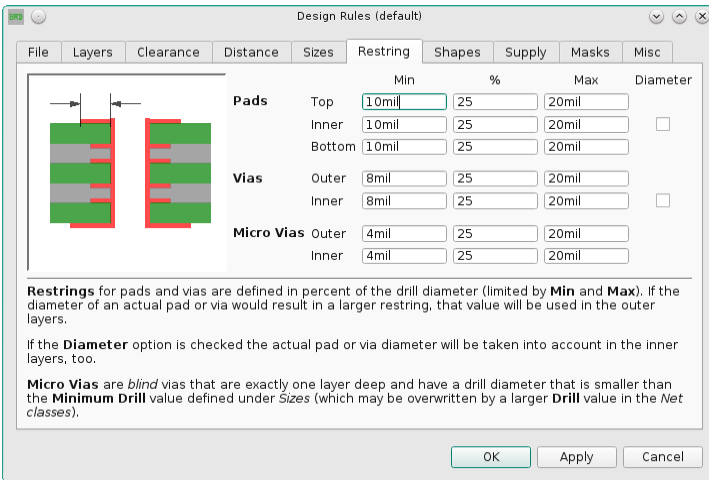 BRD
Design Rules (default)
File Layers Clearance Distance Sizes Restring Shapes Supply Masks Misc
Min % Max Diameter
Pads Top 10mil 25 20mil
Inner 10mil 25 20mil
Bottom 10mil 25 20mil
Vias Outer 8mil 25 20mil
Inner 8mil 25 20mil
Micro Vias Outer 4mil 25 20mil
Inner 4mil 25 20mil
Restrings for pads and vias are defined in percent of the drill diameter (limited by Min and Max). If the
diameter of an actual pad or via would result in a larger restring, that value will be used in the outer
layers.
If the Diameter option is checked the actual pad or via diameter will be taken into account in the inner
layers, too.
Micro Vias are blind vias that are exactly one layer deep and have a drill diameter that is smaller than
the Minimum Drill value defined under Sizes (which may be overwritten by a larger Drill value in the Net
classes).
OK Apply Cancel